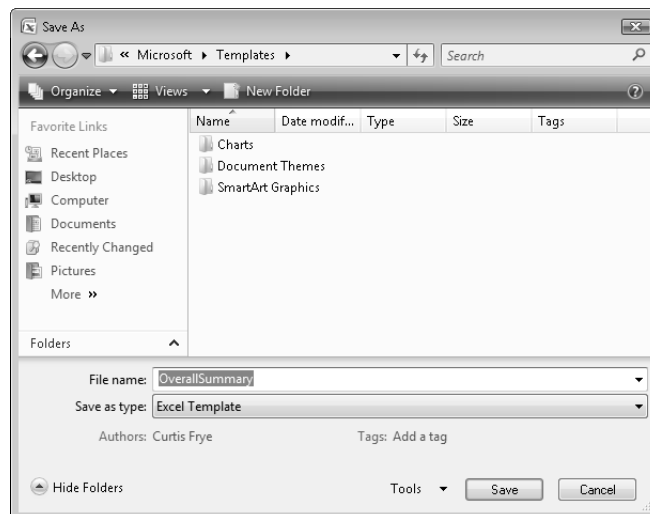 Save As
« Microsoft ▸ Templates ▸ Search
Organize Views New Folder
Favorite Links
Recent Places
Desktop
Computer
Documents
Recently Changed
Pictures
More »
Folders
Name Date modif... Type Size Tags
Charts
Document Themes
SmartArt Graphics
File name: OverallSummary
Save as type: Excel Template
Authors: Curtis Frye Tags: Add a tag
Hide Folders Tools Save Cancel